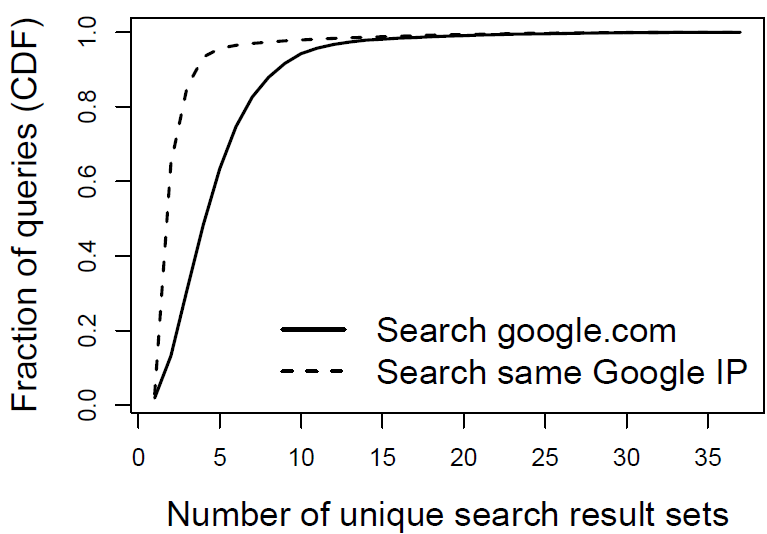 Fraction of queries (CDF)
1.0
0.8
0.6
0.4
0.2
0.0
Search google.com
Search same Google IP
0 5 10 15 20 25 30 35
Number of unique search result sets